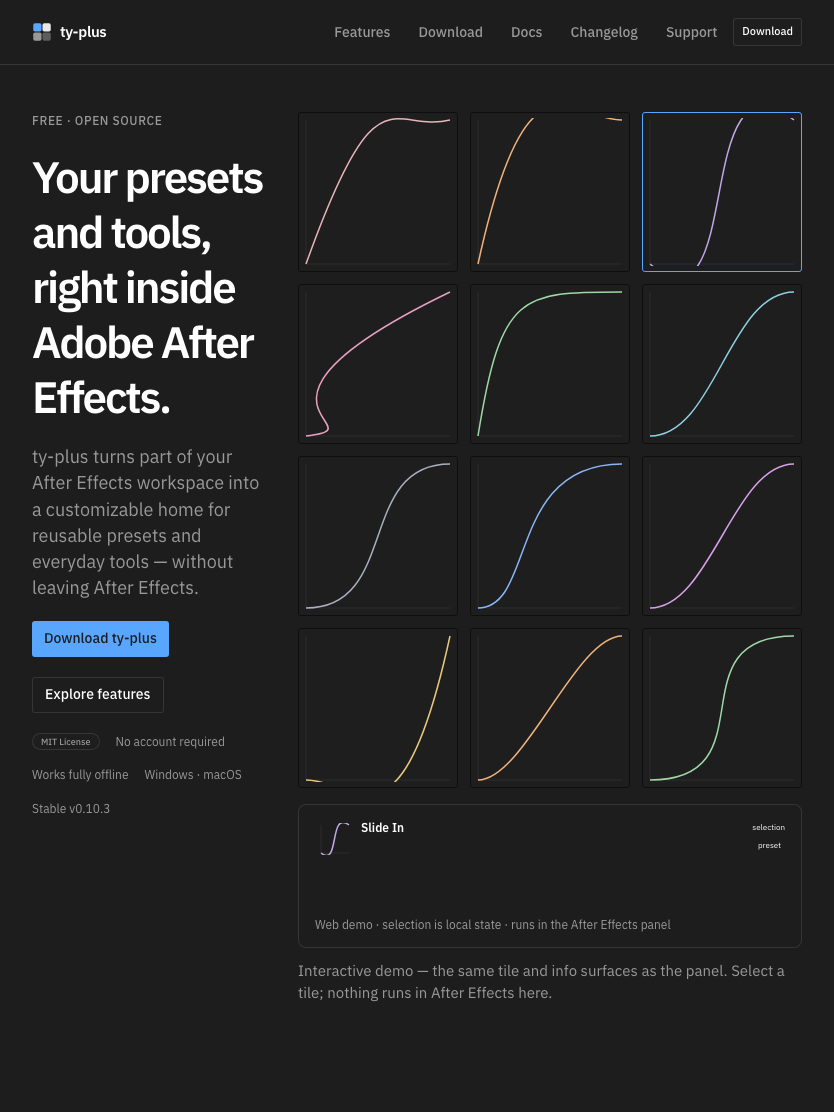 ty-plus
Features
Download
Docs
Changelog
Support
Download
FREE · OPEN SOURCE
Your presets
and tools,
right inside
Adobe After
Effects.
ty-plus turns part of your
After Effects workspace into
a customizable home for
reusable presets and
everyday tools — without
leaving After Effects.
Download ty-plus
Explore features
MIT License
No account required
Works fully offline
Windows · macOS
Stable v0.10.3
Slide In
selection
preset
Web demo · selection is local state · runs in the After Effects panel
Interactive demo — the same tile and info surfaces as the panel. Select a
tile; nothing runs in After Effects here.